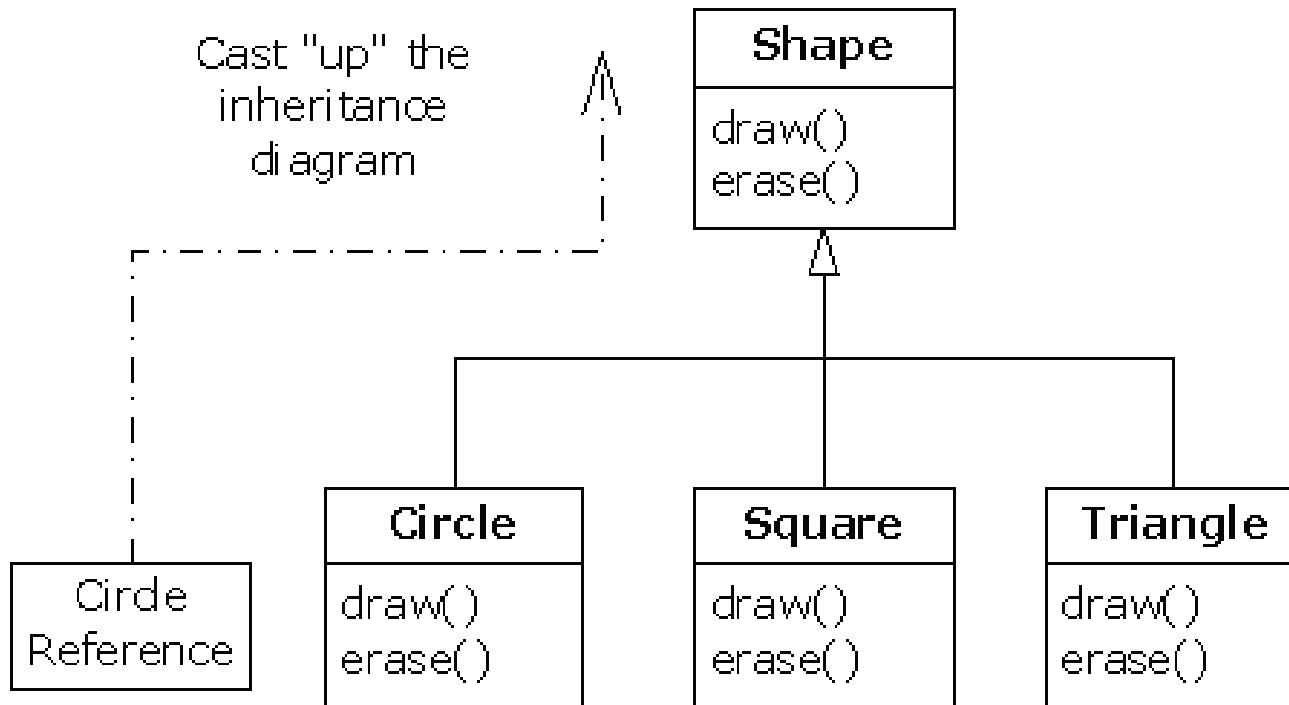 Cast "up" the
inheritance
diagram
Shape
draw()
erase()
Circle
draw()
erase()
Square
draw()
erase()
Triangle
draw()
erase()
Circle
Reference